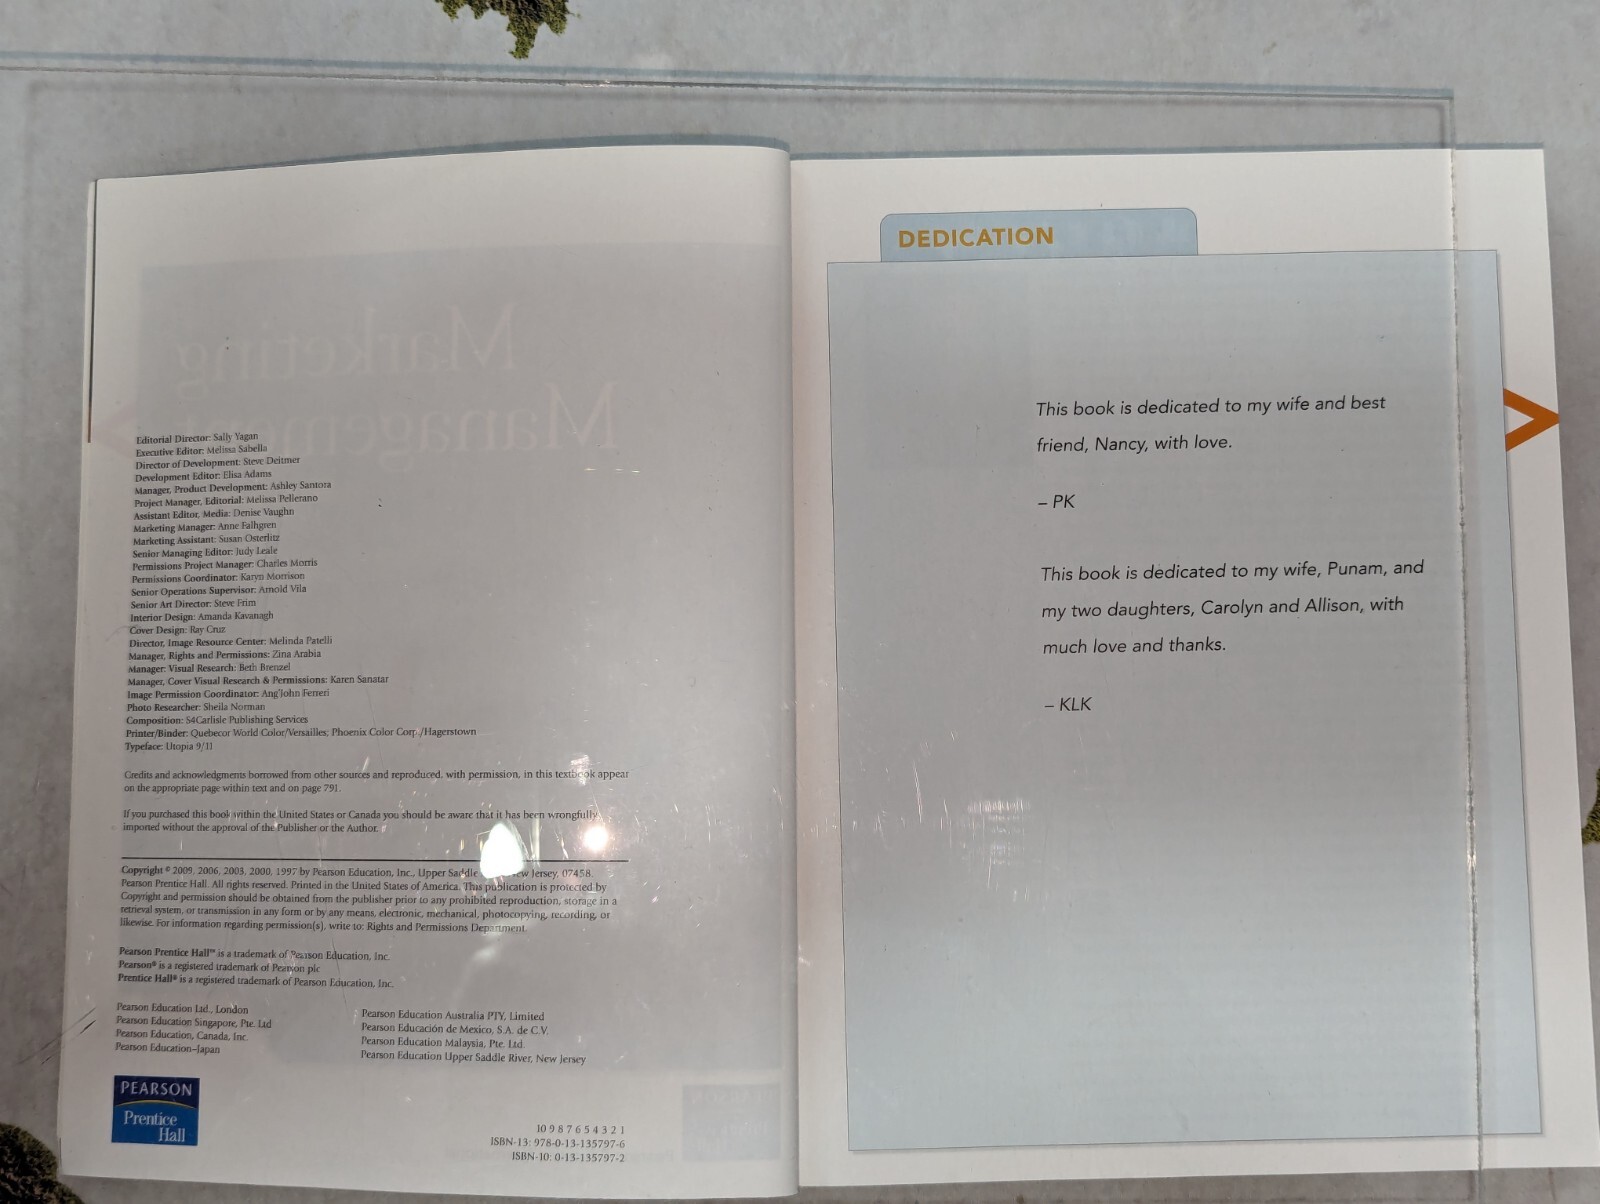 Marketing
Management
Editorial Director: Sally Yagan
Executive Editor: Melissa Sabella
Director of Development: Steve Deitmer
Development Editor: Elisa Adams
Manager, Product Development: Ashley Santora
Project Manager, Editorial: Melissa Pellerano
Assistant Editor, Media: Denise Vaughn
Marketing Manager: Anne Falhgren
Marketing Assistant: Susan Osterlitz
Senior Managing Editor: Judy Leale
Permissions Project Manager: Charles Morris
Permissions Coordinator: Karyn Morrison
Senior Operations Supervisor: Arnold Vila
Senior Art Director: Steve Frim
Interior Design: Amanda Kavanagh
Cover Design: Ray Cruz
Director, Image Resource Center: Melinda Patelli
Manager, Rights and Permissions: Zina Arabia
Manager: Visual Research: Beth Brenzel
Manager, Cover Visual Research & Permissions: Karen Sanatar
Image Permission Coordinator: Ang'John Ferreri
Photo Researcher: Sheila Norman
Composition: S4Carlisle Publishing Services
Printer/Binder: Quebecor World Color/Versailles; Phoenix Color Corp./Hagerstown
Typeface: Utopia 9/11
Credits and acknowledgments borrowed from other sources and reproduced, with permission, in this textbook appear
on the appropriate page within text and on page 791.
If you purchased this book within the United States or Canada you should be aware that it has been wrongfully
imported without the approval of the Publisher or the Author.
Copyright © 2009, 2006, 2003, 2000, 1997 by Pearson Education, Inc., Upper Saddle New Jersey, 07458.
Pearson Prentice Hall. All rights reserved. Printed in the United States of America. This publication is protected by
Copyright and permission should be obtained from the publisher prior to any prohibited reproduction, storage in a
retrieval system, or transmission in any form or by any means, electronic, mechanical, photocopying, recording, or
likewise. For information regarding permission(s), write to: Rights and Permissions Department.
Pearson Prentice Hall™ is a trademark of Pearson Education, Inc.
Pearson® is a registered trademark of Pearson plc
Prentice Hall® is a registered trademark of Pearson Education, Inc.
Pearson Education Ltd., London
Pearson Education Singapore, Pte. Ltd
Pearson Education, Canada, Inc.
Pearson Education–Japan
Pearson Education Australia PTY, Limited
Pearson Educación de Mexico, S.A. de C.V.
Pearson Education Malaysia, Pte. Ltd.
Pearson Education Upper Saddle River, New Jersey
PEARSON
Prentice
Hall
10 9 8 7 6 5 4 3 2 1
ISBN-13: 978-0-13-135797-6
ISBN-10: 0-13-135797-2
DEDICATION
This book is dedicated to my wife and best
friend, Nancy, with love.
– PK
This book is dedicated to my wife, Punam, and
my two daughters, Carolyn and Allison, with
much love and thanks.
– KLK